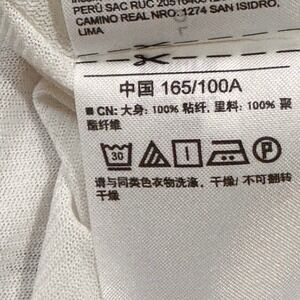 PERÚ SAC RUC
CAMINO REAL NRO: 1274 SAN ISIDRO,
LIMA
中国 165/100A
■ CN: 大身: 100% 粘纤, 里料: 100% 聚
酯纤维
30 P
请与同类色衣物洗涤, 干燥/ 不可翻转
干燥